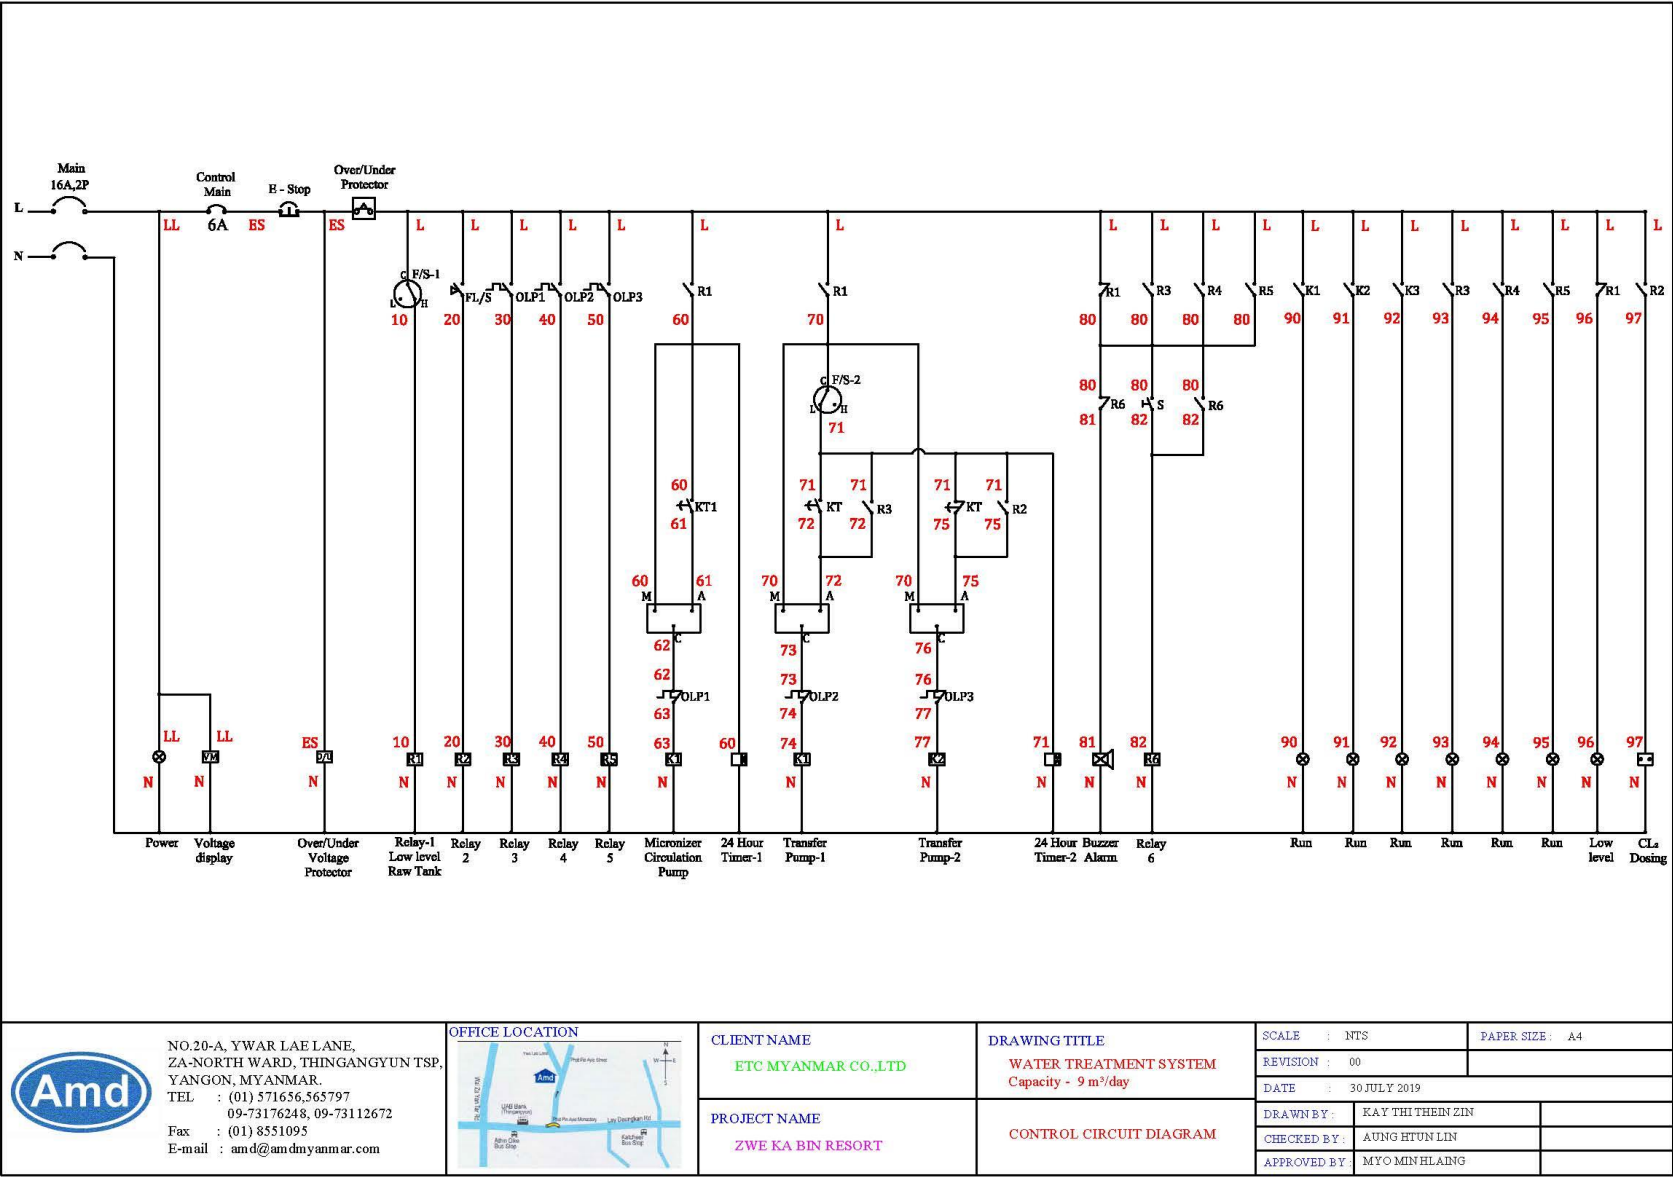 Main
16A,2P
Control
Main
6A
E - Stop
Over/Under
Protector
L
N
LL ES ES L L L L L L L L L L L L L L L L L L L
C F/S-1
L H
FL/S OLP1 OLP2 OLP3 R1 R1 R1 R3 R4 R5 K1 K2 K3 R3 R4 R5 R1 R2
10 20 30 40 50 60 70 80 80 80 80 90 91 92 93 94 95 96 97
C F/S-2
L H
71
80 80 80
R6 S R6
81 82 82
60 71 71 71 71
KT1 KT R3 KT R2
61 72 72 75 75
60 61 70 72 70 75
M A M A M A
C C C
62 73 76
62 73 76
OLP1 OLP2 OLP3
63 74 77
LL LL ES 10 20 30 40 50 63 60 74 77 71 81 82 90 91 92 93 94 95 96 97
VM R1 R2 R3 R4 R5 K1 K1 K2 R6
N N N N N N N N N N N N N N N N N N N N N
Power
Voltage
display
Over/Under
Voltage
Protector
Relay-1
Low level
Raw Tank
Relay
2
Relay
3
Relay
4
Relay
5
Micronizer
Circulation
Pump
24 Hour
Timer-1
Transfer
Pump-1
Transfer
Pump-2
24 Hour
Timer-2
Buzzer
Alarm
Relay
6
Run Run Run Run Run Run
Low
level
CL₂
Dosing
Amd
NO.20-A, YWAR LAE LANE,
ZA-NORTH WARD, THINGANGYUN TSP,
YANGON, MYANMAR.
TEL : (01) 571656,565797
09-73176248, 09-73112672
Fax : (01) 8551095
E-mail : amd@amdmyanmar.com
OFFICE LOCATION
Amd
UAB Bank
N
W E
S
CLIENT NAME
ETC MYANMAR CO.,LTD
PROJECT NAME
ZWE KA BIN RESORT
DRAWING TITLE
WATER TREATMENT SYSTEM
Capacity - 9 m³/day
CONTROL CIRCUIT DIAGRAM
SCALE : NTS
PAPER SIZE : A4
REVISION : 00
DATE : 30 JULY 2019
DRAWN BY : KAY THI THEIN ZIN
CHECKED BY : AUNG HTUN LIN
APPROVED BY : MYO MIN HLAING